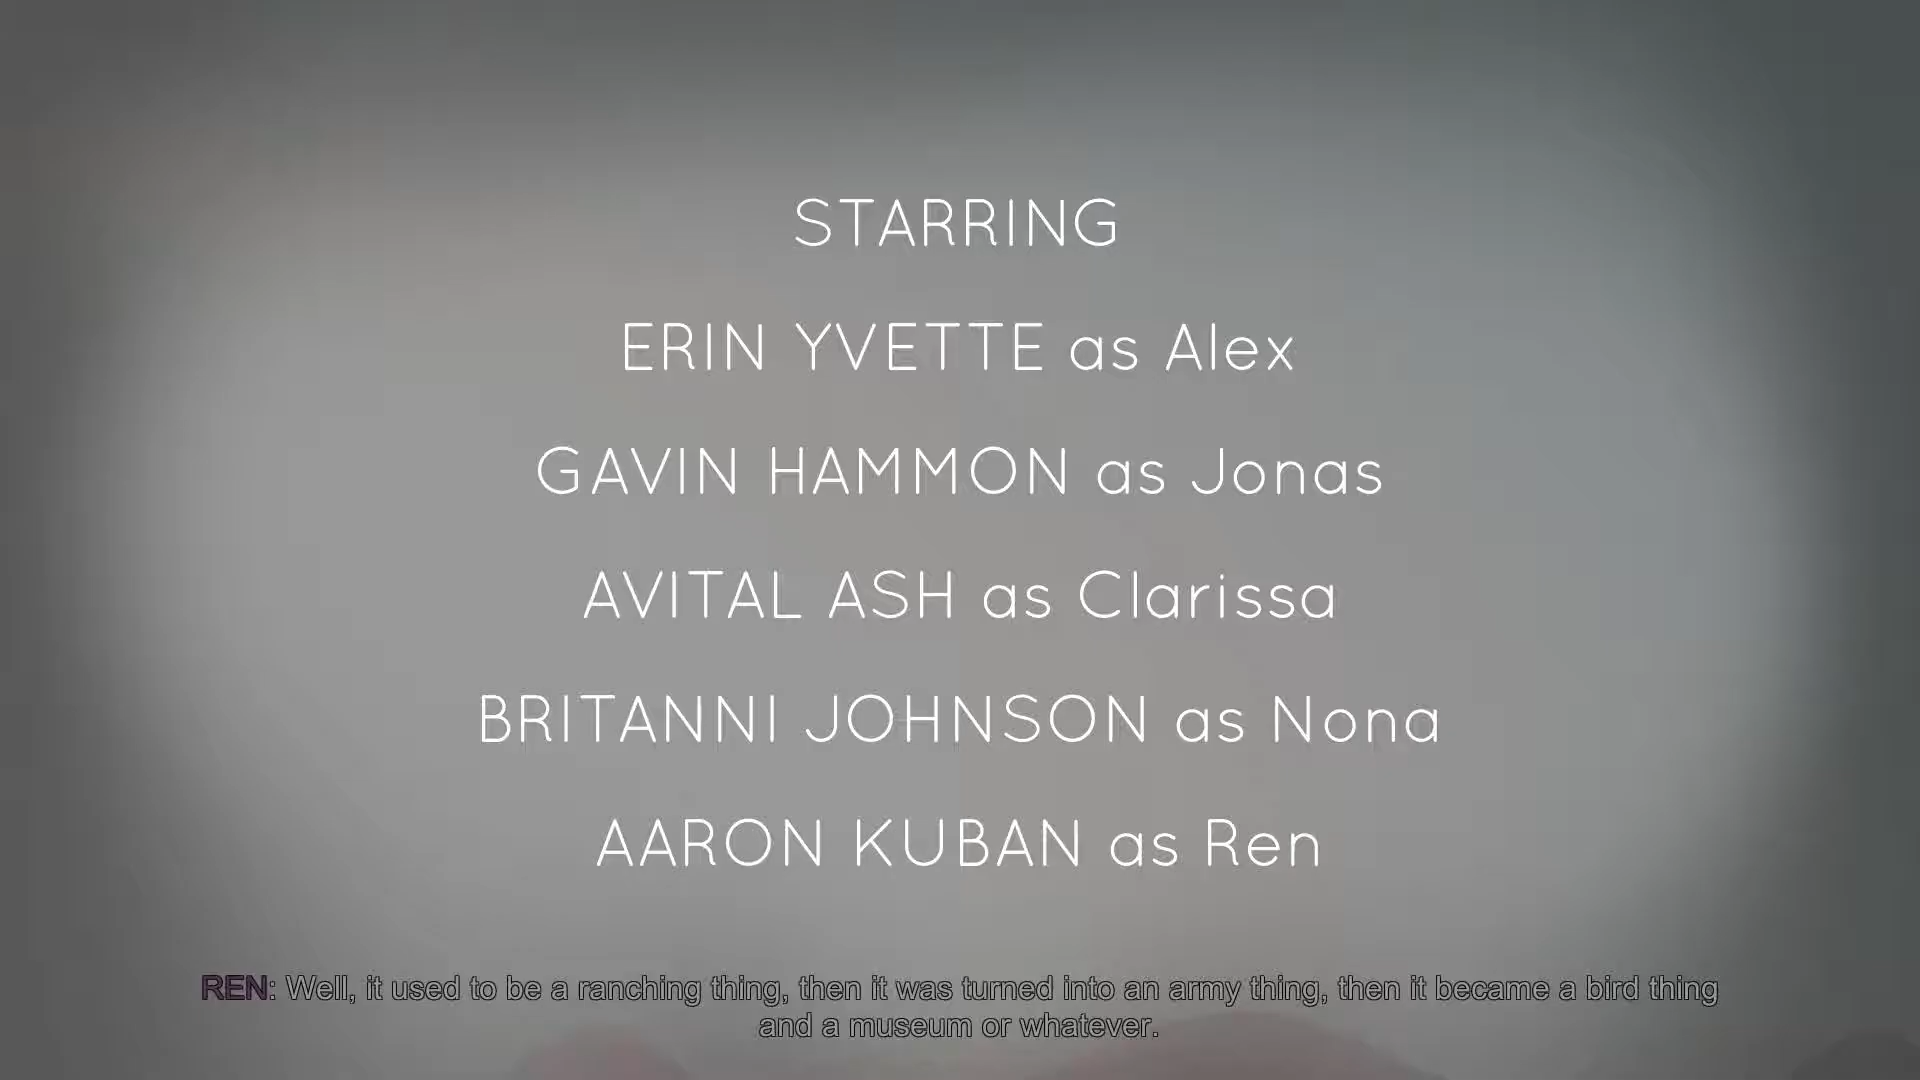 STARRING
ERIN YVETTE as Alex
GAVIN HAMMON as Jonas
AVITAL ASH as Clarissa
BRITANNI JOHNSON as Nona
AARON KUBAN as Ren
REN: Well, it used to be a ranching thing, then it was turned into an army thing, then it became a bird thing
and a museum or whatever.